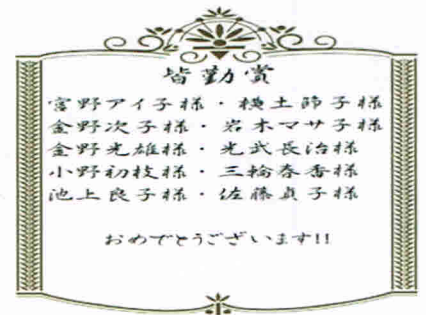 皆勤賞
宮野アイ子様・横土節子様
金野次子様・岩木マサ子様
金野光雄様・光武長治様
小野初枝様・三輪春香様
池上良子様・佐藤貞子様
おめでとうございます!!